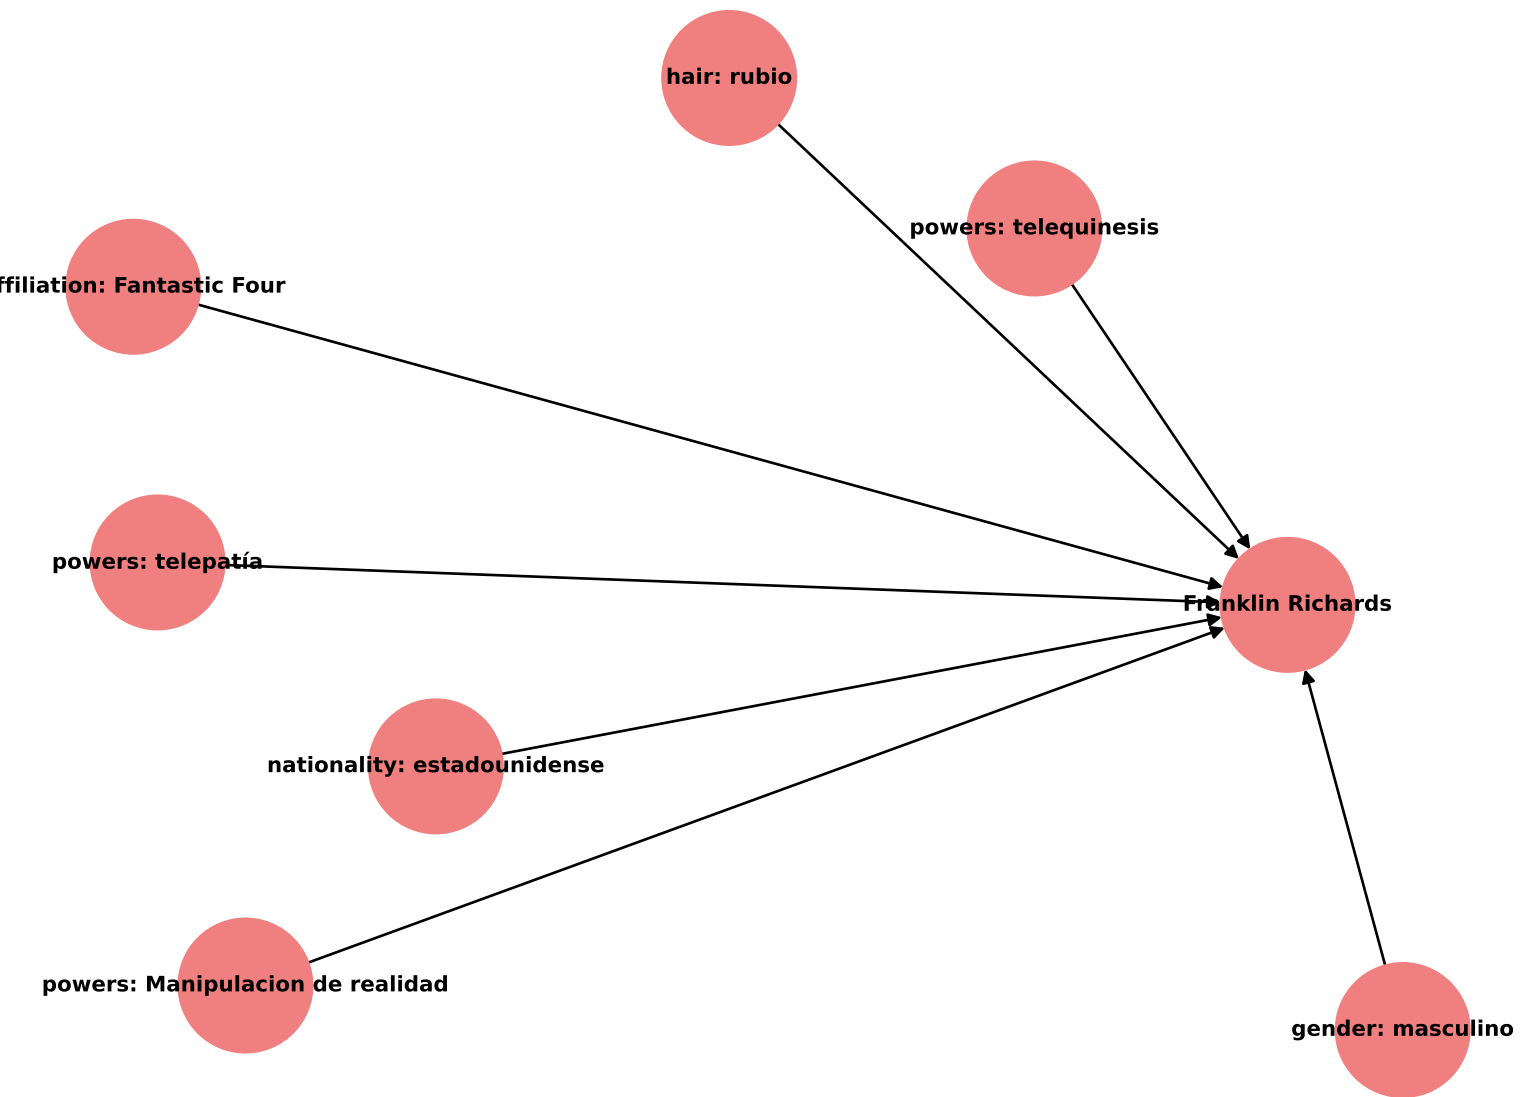 hair: rubio
powers: telequinesis
ffiliation: Fantastic Four
powers: telepatía
Franklin Richards
nationality: estadounidense
powers: Manipulacion de realidad
gender: masculino